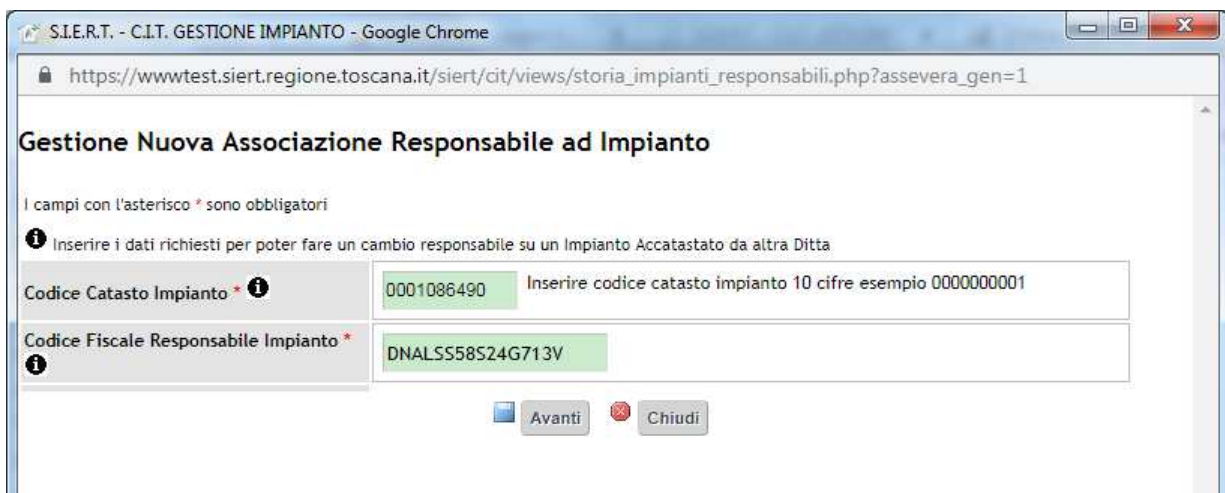 S.I.E.R.T. - C.I.T. GESTIONE IMPIANTO - Google Chrome
https://wwwtest.siert.regione.toscana.it/siert/cit/views/storia_impianti_responsabili.php?assevera_gen=1
Gestione Nuova Associazione Responsabile ad Impianto
I campi con l'asterisco * sono obbligatori
Inserire i dati richiesti per poter fare un cambio responsabile su un Impianto Accatastato da altra Ditta
Codice Catasto Impianto * 0001086490 Inserire codice catasto impianto 10 cifre esempio 0000000001
Codice Fiscale Responsabile Impianto * DNALSS58S24G713V
Avanti Chiudi